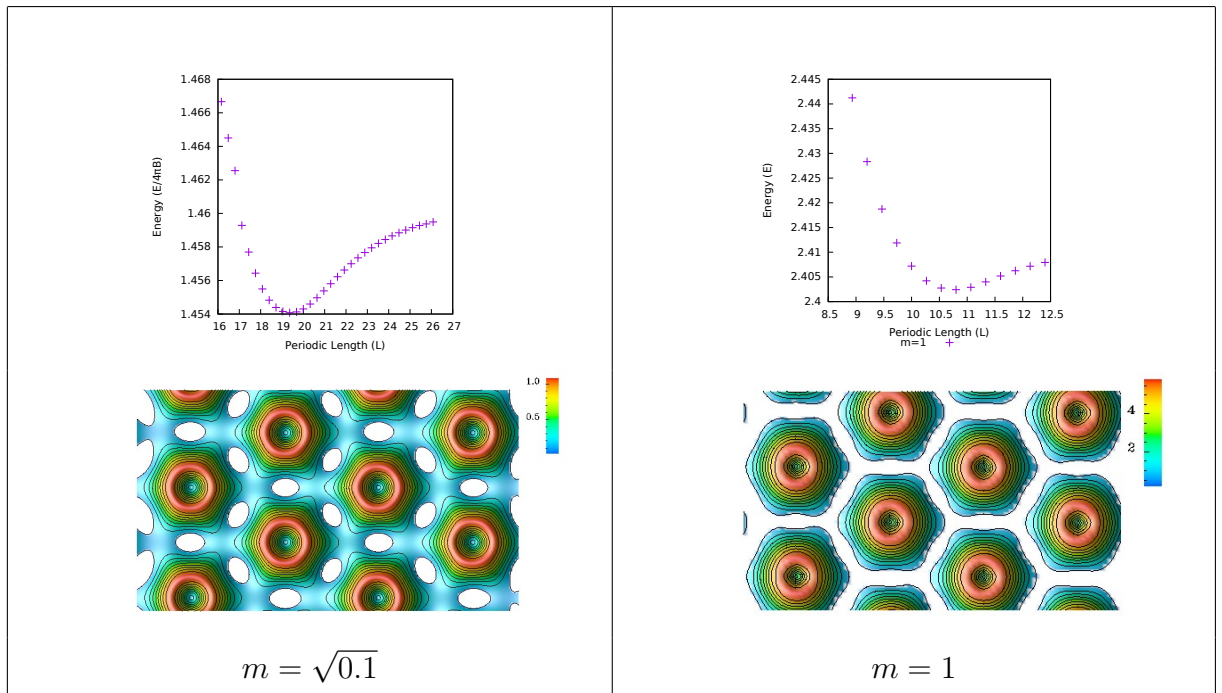 1.468
1.466
1.464
1.462
1.46
1.458
1.456
1.454
Energy (E/4πB)
16 17 18 19 20 21 22 23 24 25 26 27
Periodic Length (L)
1.0
0.5
m = √0.1
2.445
2.44
2.435
2.43
2.425
2.42
2.415
2.41
2.405
2.4
Energy (E)
8.5 9 9.5 10 10.5 11 11.5 12 12.5
Periodic Length (L)
m=1
4
2
m = 1